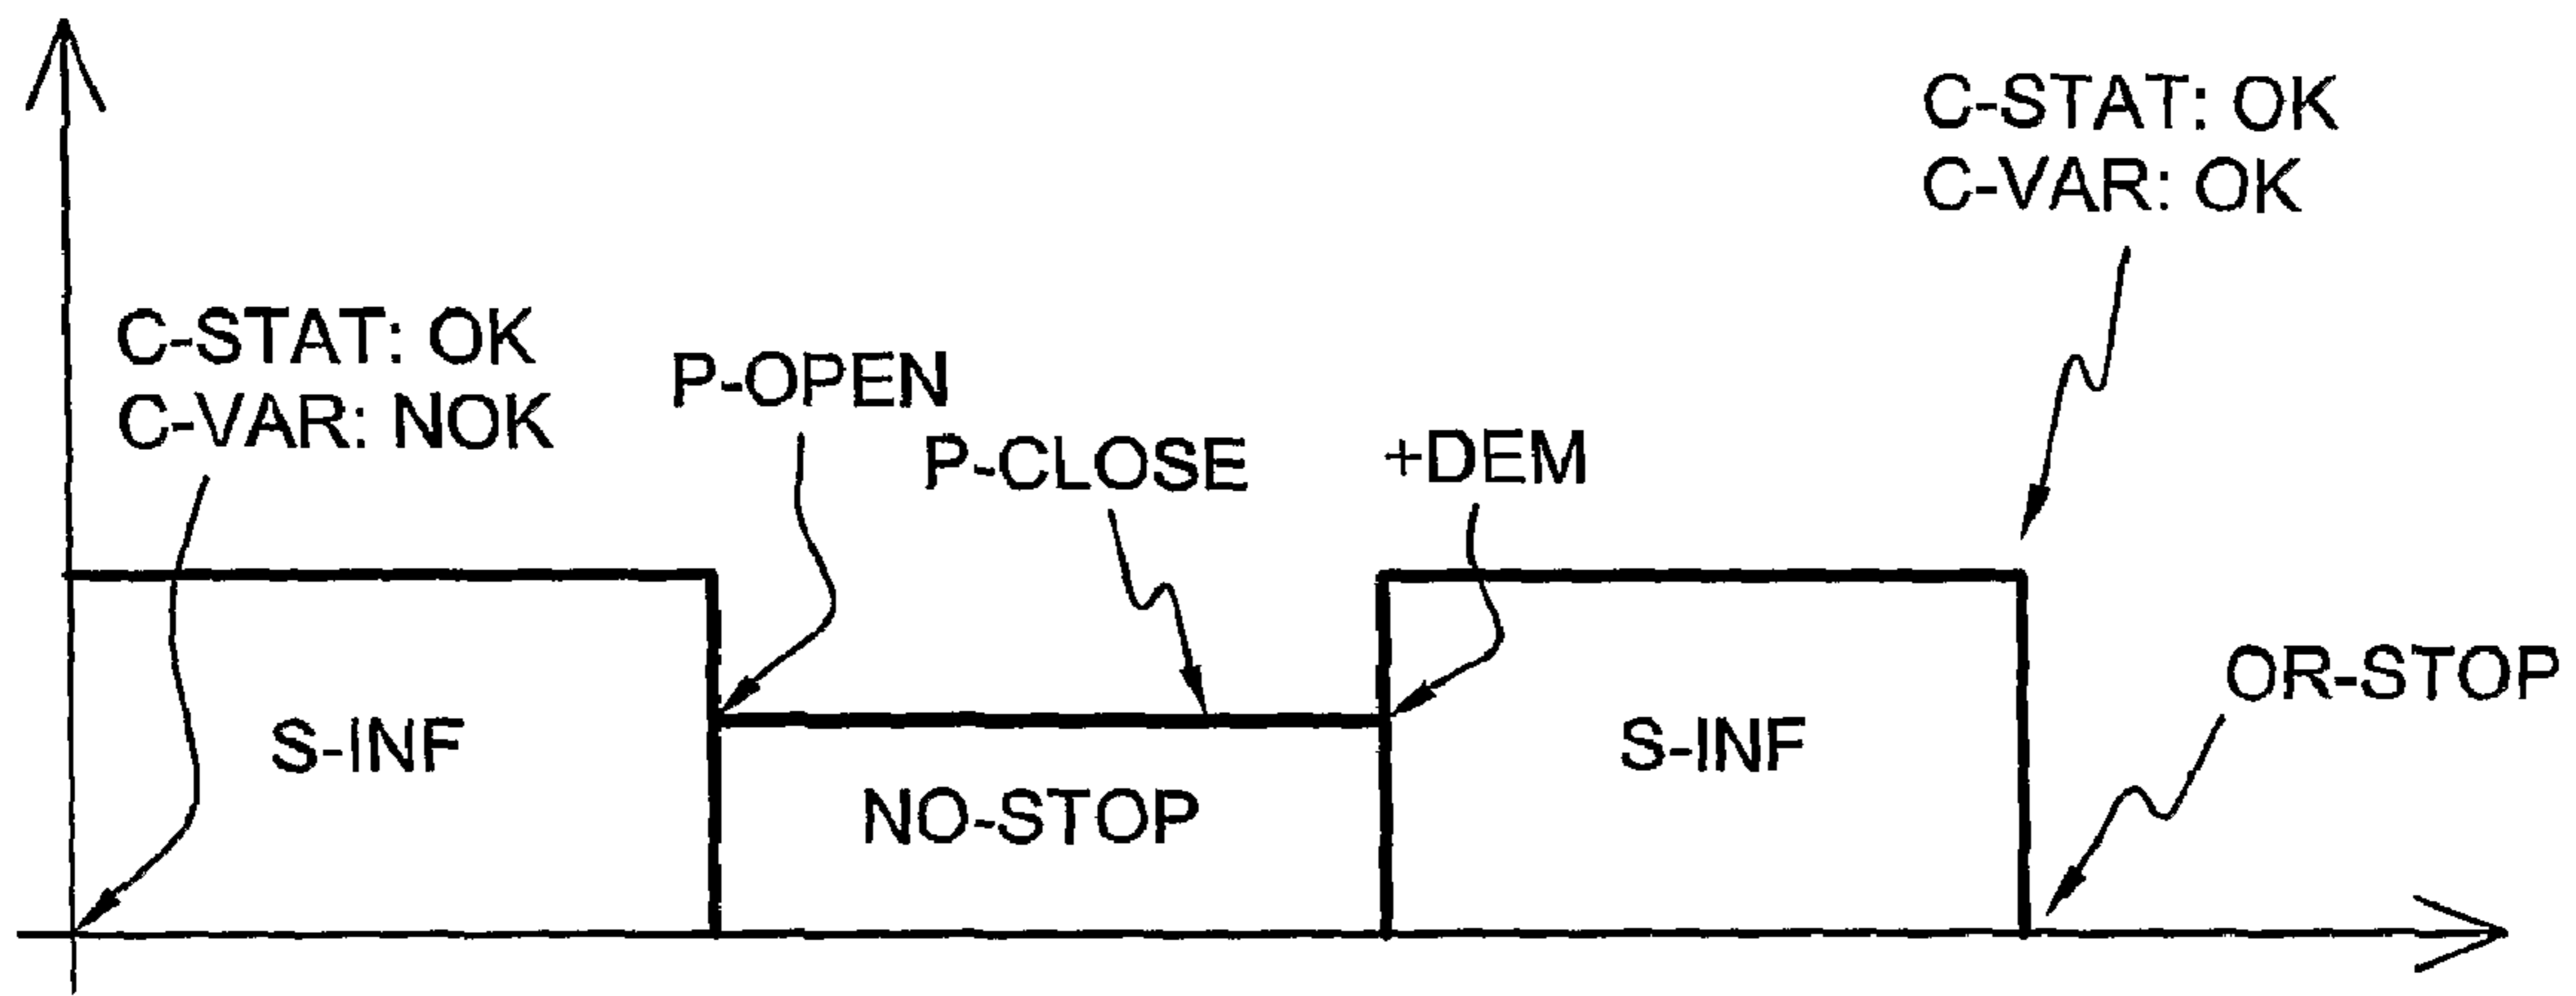 C-STAT: OK
C-VAR: OK
C-STAT: OK
C-VAR: NOK
P-OPEN
P-CLOSE
+DEM
OR-STOP
S-INF
NO-STOP
S-INF